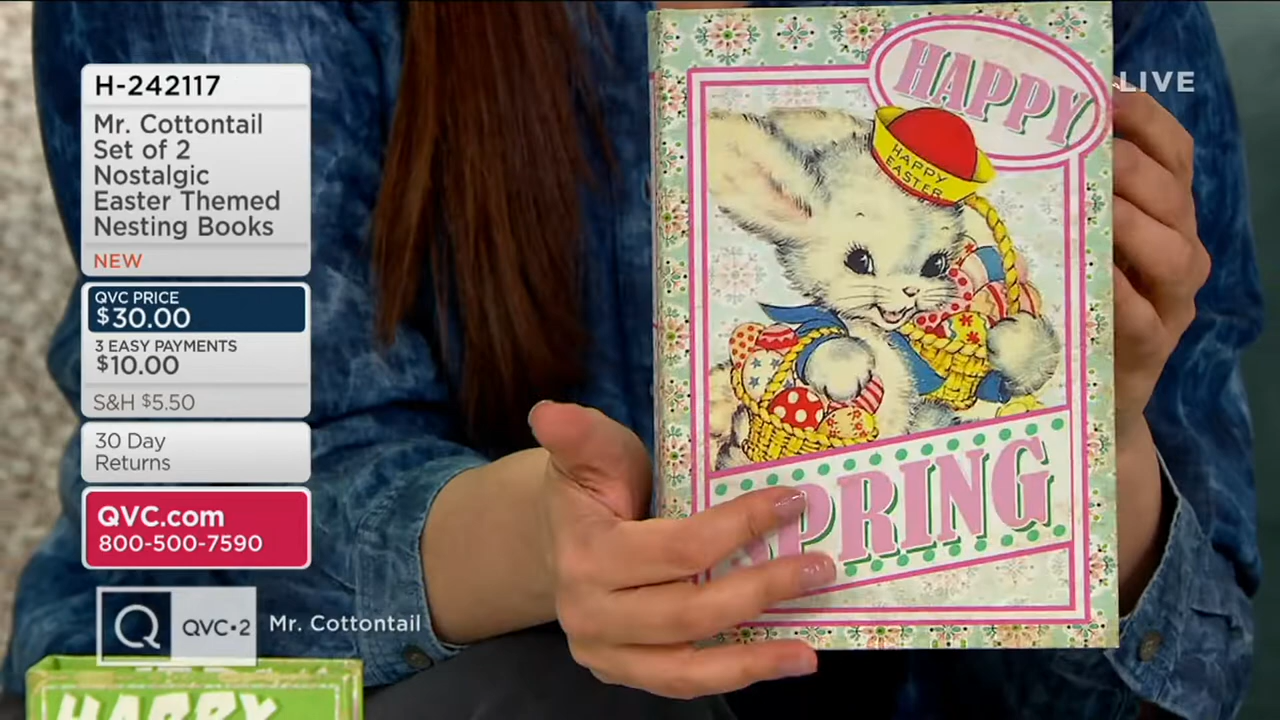 H-242117
Mr. Cottontail
Set of 2
Nostalgic
Easter Themed
Nesting Books
NEW
QVC PRICE
$30.00
3 EASY PAYMENTS
$10.00
S&H $5.50
30 Day
Returns
QVC.com
800-500-7590
Q QVC•2 Mr. Cottontail
LIVE
HAPPY
HAPPY
EASTER
SPRING
HAPPY